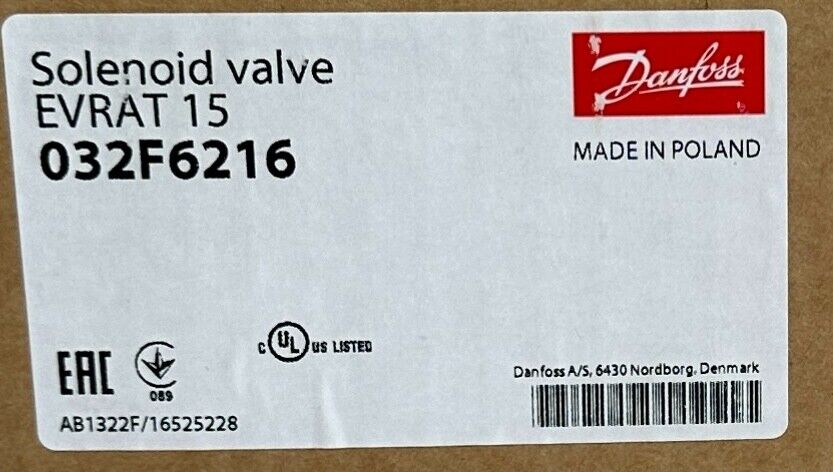 Solenoid valve
EVRAT 15
032F6216
Danfoss
MADE IN POLAND
EAC
089
c UL US LISTED
Danfoss A/S, 6430 Nordborg, Denmark
AB1322F/16525228